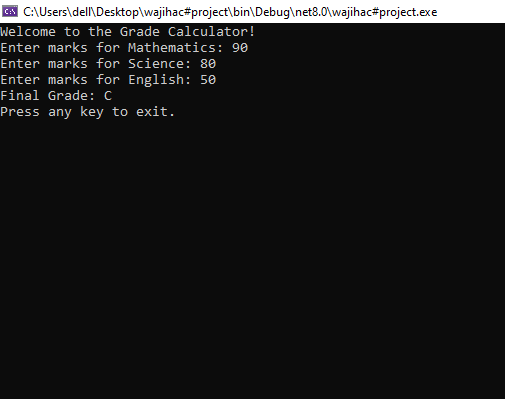 C:\Users\dell\Desktop\wajihac#project\bin\Debug\net8.0\wajihac#project.exe
Welcome to the Grade Calculator!
Enter marks for Mathematics: 90
Enter marks for Science: 80
Enter marks for English: 50
Final Grade: C
Press any key to exit.